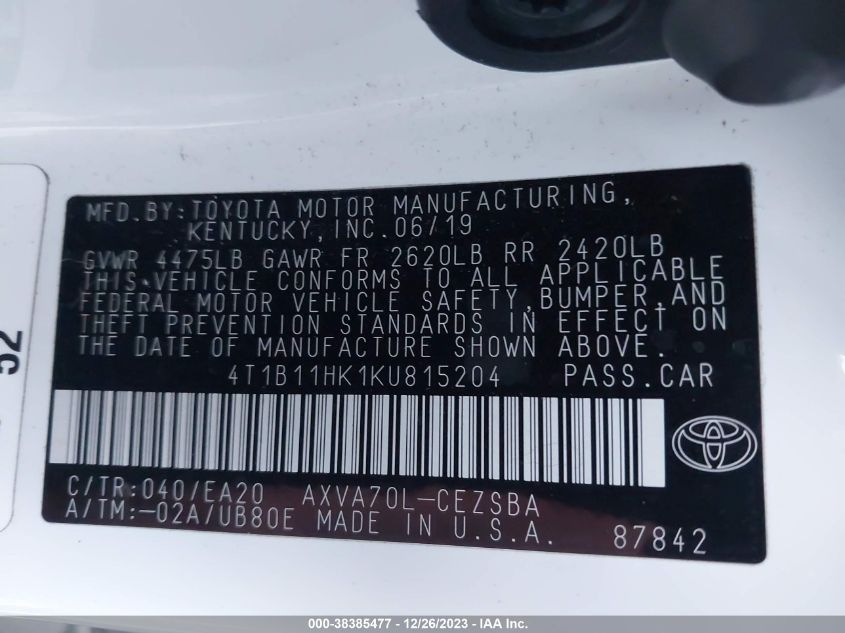 MFD.BY:TOYOTA MOTOR MANUFACTURING,
KENTUCKY,INC.06/19
GVWR 4475LB GAWR FR 2620LB RR 2420LB
THIS VEHICLE CONFORMS TO ALL APPLICABLE
FEDERAL MOTOR VEHICLE SAFETY,BUMPER,AND
THEFT PREVENTION STANDARDS IN EFFECT ON
THE DATE OF MANUFACTURE SHOWN ABOVE.
4T1B11HK1KU815204 PASS.CAR
C/TR:040/EA20 AXVA70L-CEZSBA
A/TM:-02A/UB80E MADE IN U.S.A. 87842
52
000-38385477 - 12/26/2023 - IAA Inc.